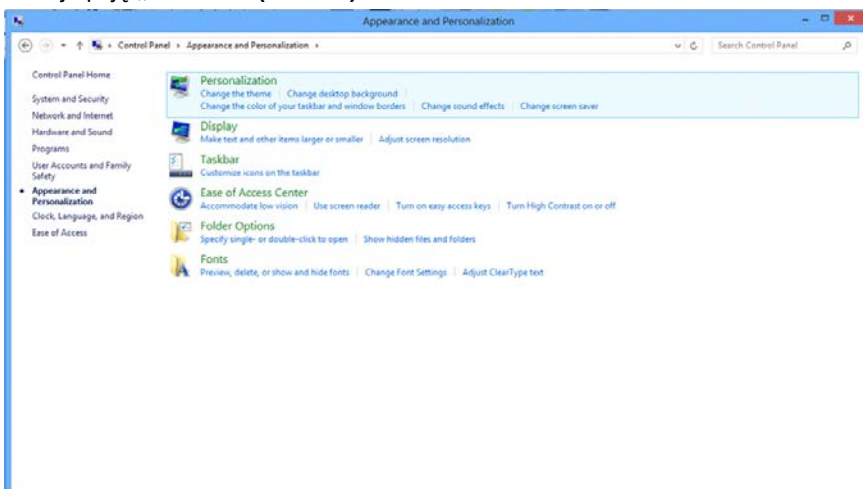 Appearance and Personalization
Control Panel › Appearance and Personalization ›
Search Control Panel
Control Panel Home
System and Security
Network and Internet
Hardware and Sound
Programs
User Accounts and Family
Safety
Appearance and
Personalization
Clock, Language, and Region
Ease of Access
Personalization
Change the theme
Change desktop background
Change the color of your taskbar and window borders
Change sound effects
Change screen saver
Display
Make text and other items larger or smaller
Adjust screen resolution
Taskbar
Customize icons on the taskbar
Ease of Access Center
Accommodate low vision
Use screen reader
Turn on easy access keys
Turn High Contrast on or off
Folder Options
Specify single- or double-click to open
Show hidden files and folders
Fonts
Preview, delete, or show and hide fonts
Change Font Settings
Adjust ClearType text